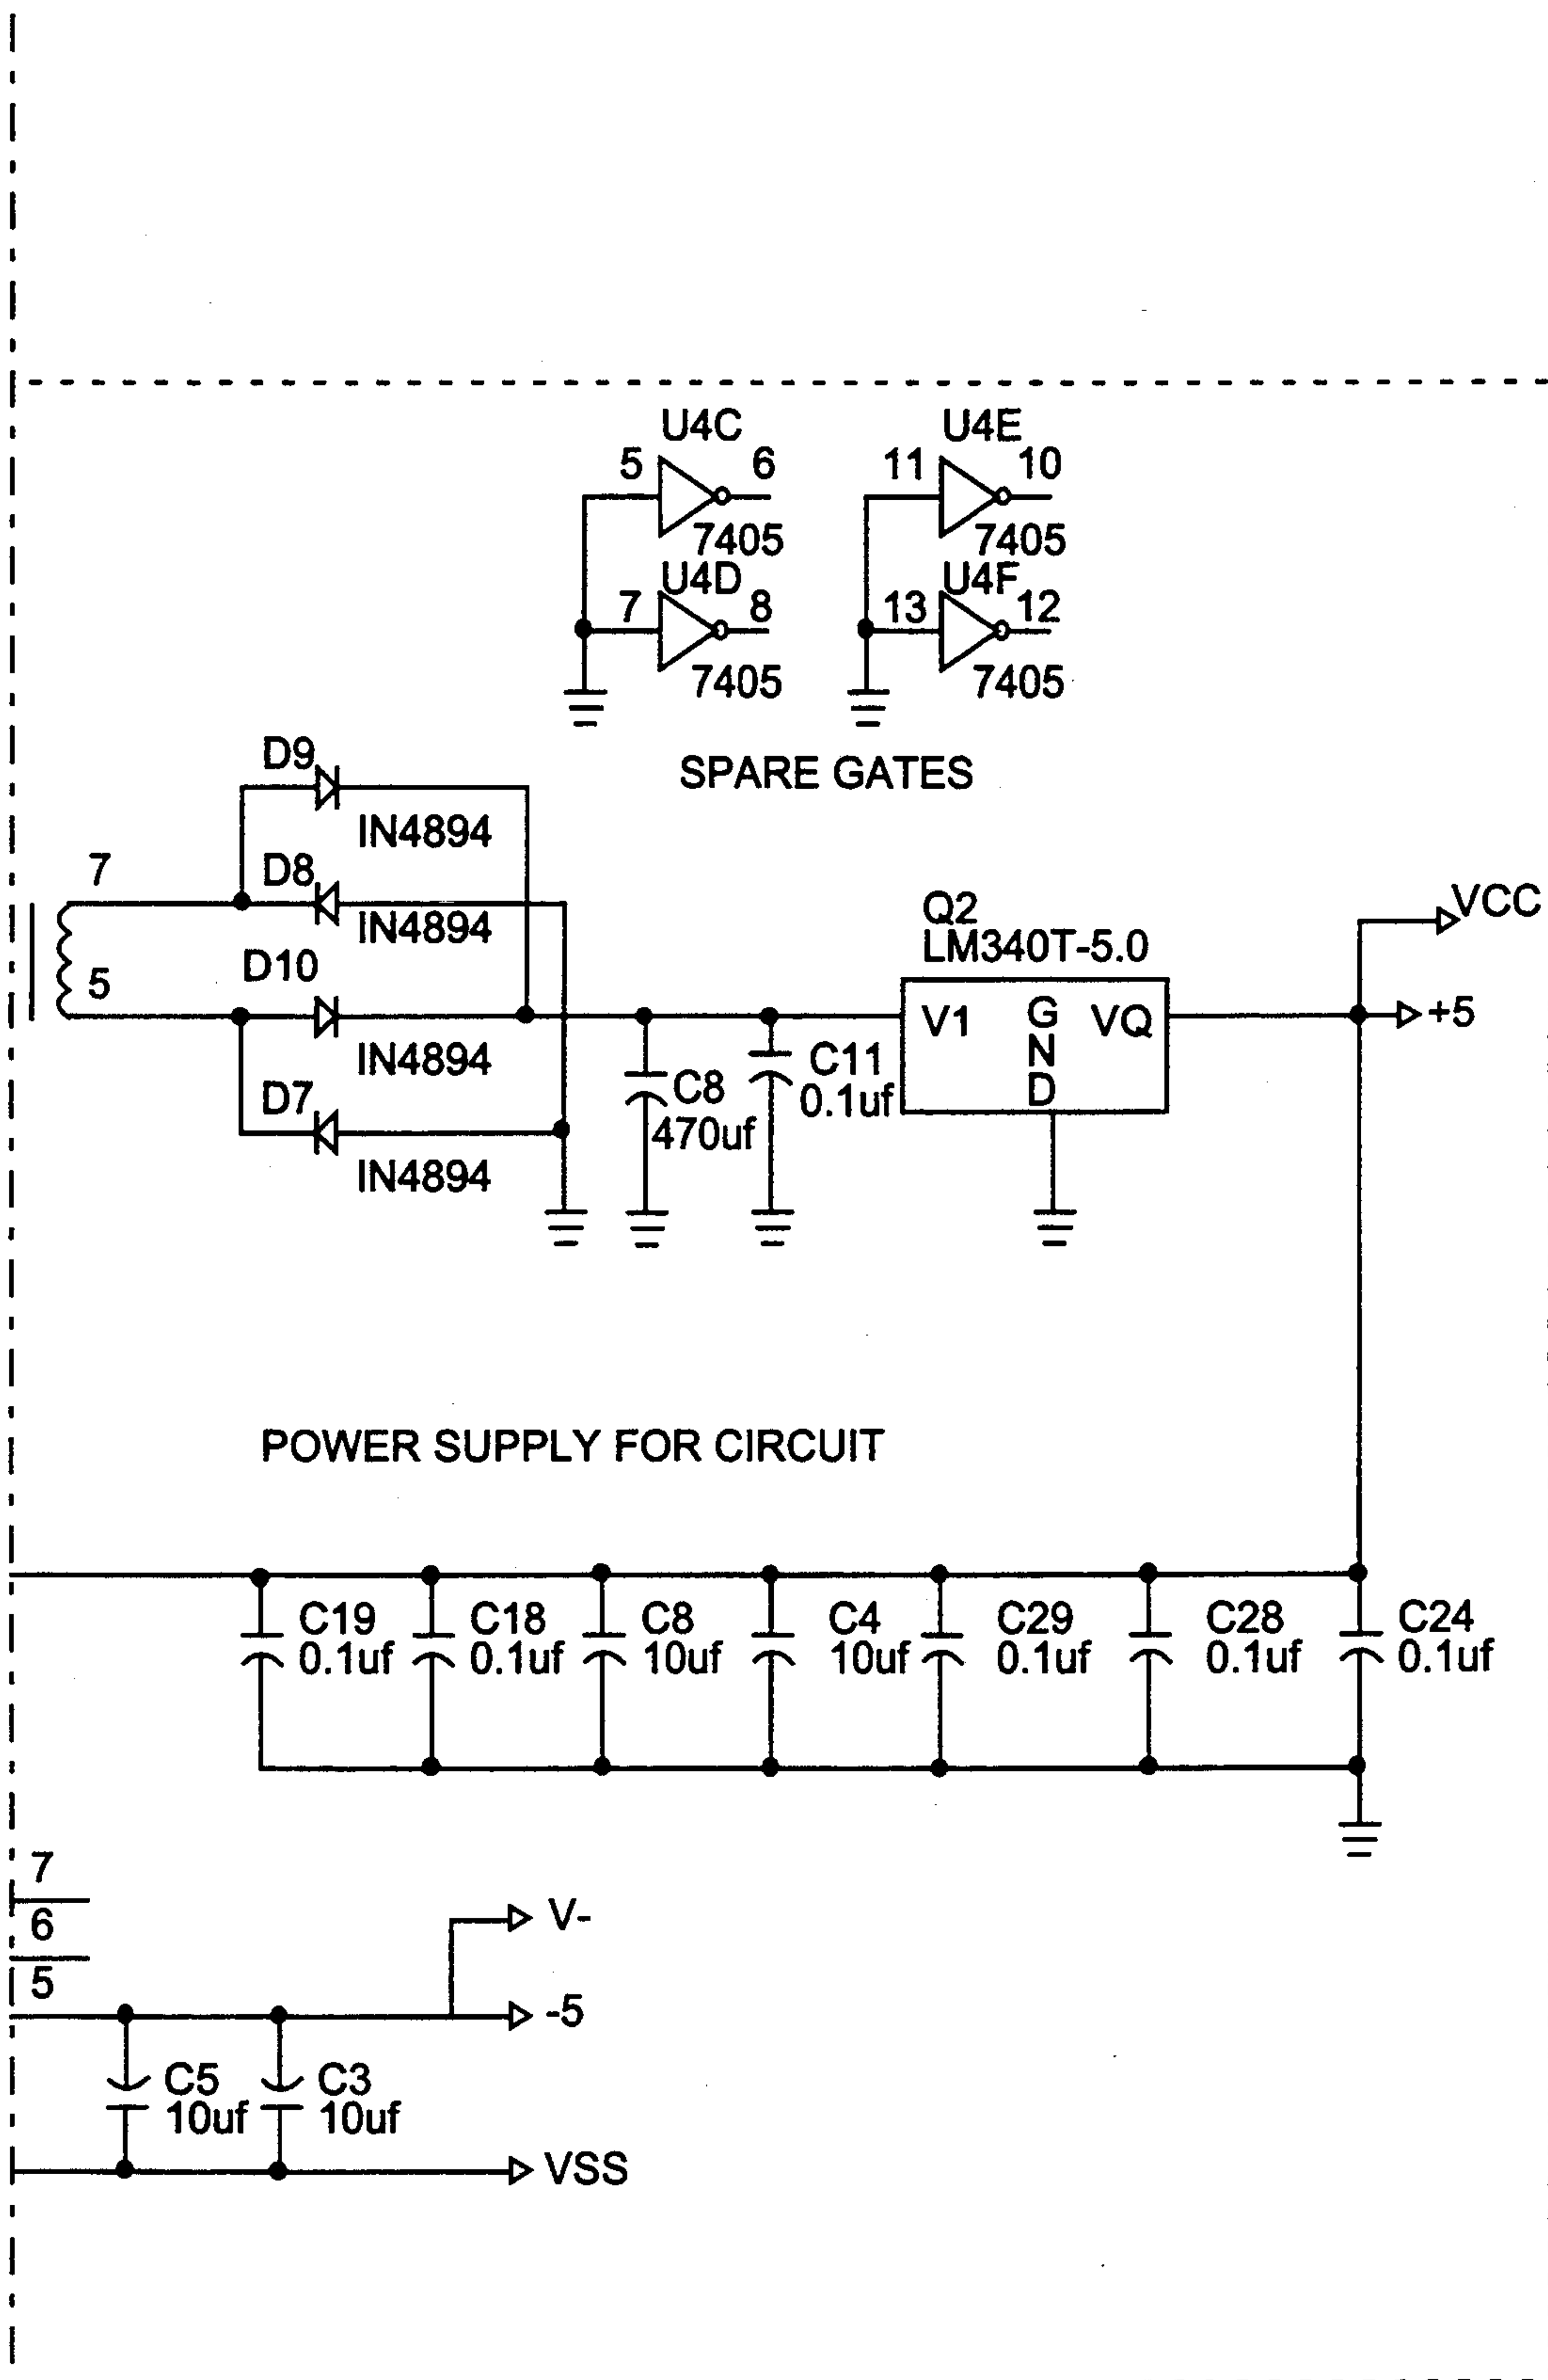 U4C
5
6
7405
U4D
7
8
7405
U4E
11
10
7405
U4F
13
12
7405
SPARE GATES
D9
IN4894
7
D8
IN4894
5
D10
IN4894
D7
IN4894
C8
470uf
C11
0.1uf
Q2
LM340T-5.0
V1
GND
VQ
VCC
+5
POWER SUPPLY FOR CIRCUIT
C19
0.1uf
C18
0.1uf
C8
10uf
C4
10uf
C29
0.1uf
C28
0.1uf
C24
0.1uf
7
6
5
V-
-5
C5
10uf
C3
10uf
VSS